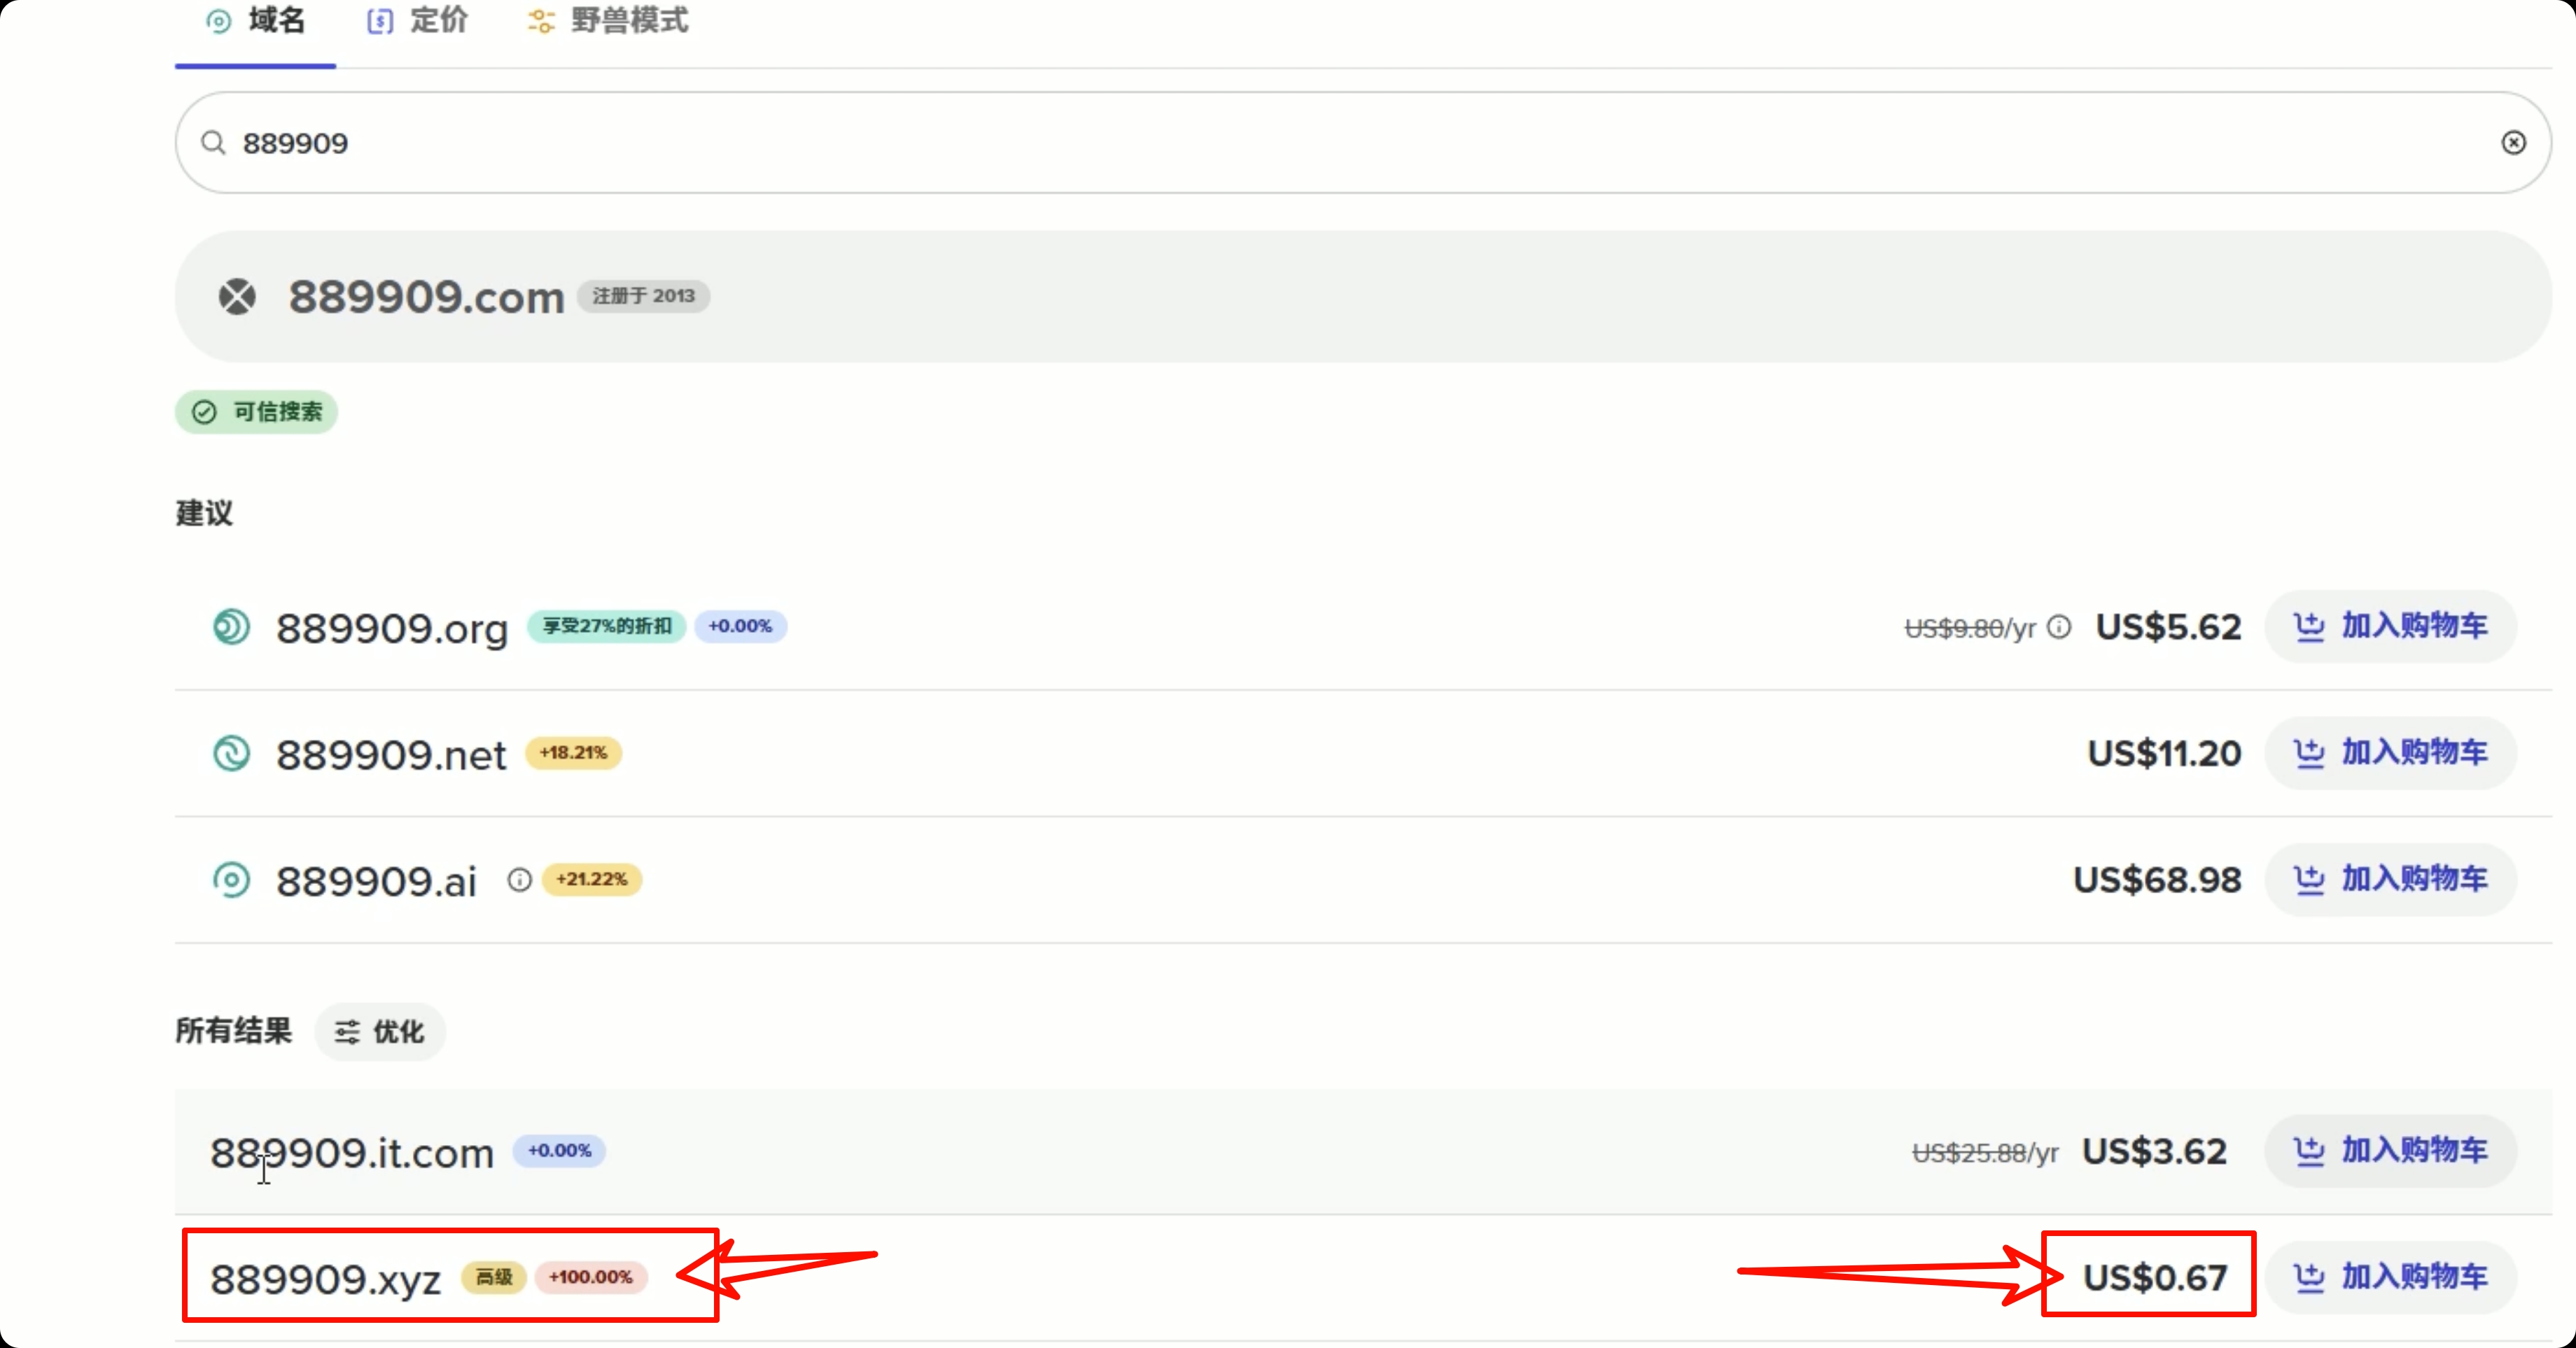 域名 定价 野兽模式
889909
889909.com 注册于 2013
可信搜索
建议
889909.org 享受27%的折扣 +0.00% US$9.80/yr US$5.62 加入购物车
889909.net +18.21% US$11.20 加入购物车
889909.ai +21.22% US$68.98 加入购物车
所有结果 优化
889909.it.com +0.00% US$25.88/yr US$3.62 加入购物车
889909.xyz 高级 +100.00% US$0.67 加入购物车